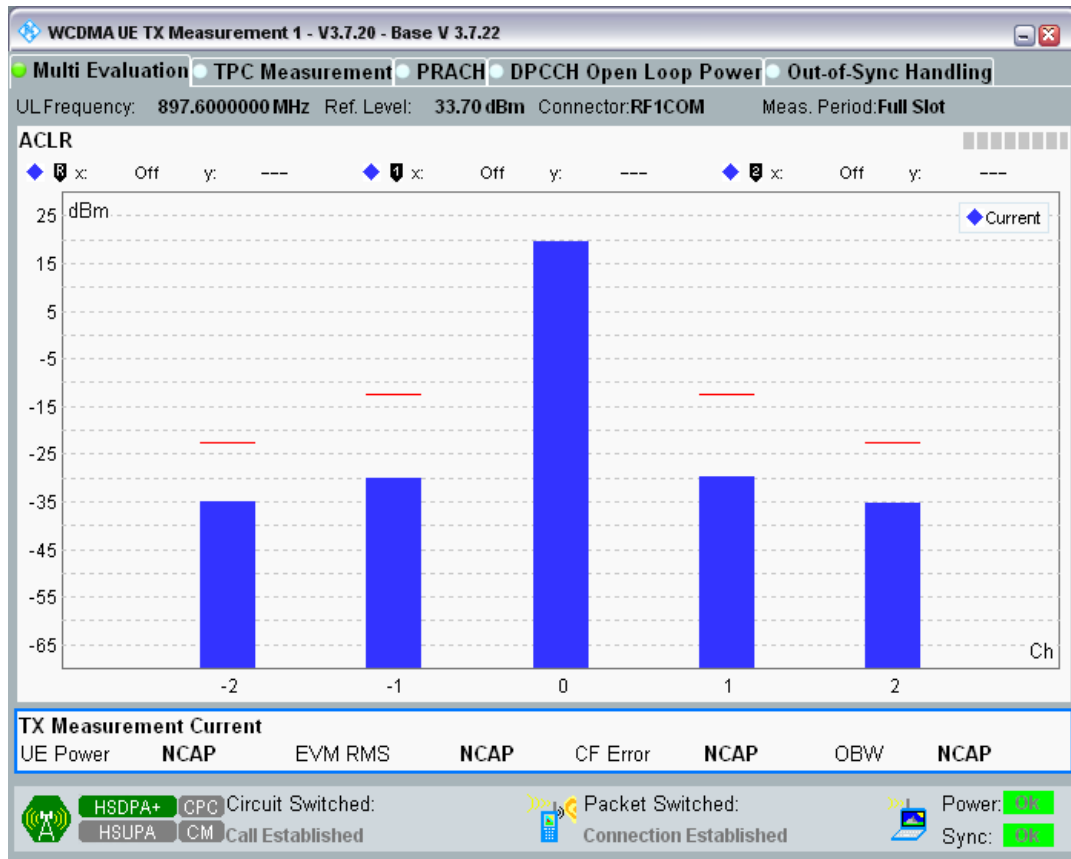 WCDMA UE TX Measurement 1 - V3.7.20 - Base V 3.7.22
Multi Evaluation TPC Measurement PRACH DPCCH Open Loop Power Out-of-Sync Handling
UL Frequency: 897.6000000 MHz Ref. Level: 33.70 dBm Connector:RF1COM Meas. Period:Full Slot
ACLR
R x: Off y: --- 1 x: Off y: --- 2 x: Off y: ---
dBm
Current
25
15
5
-5
-15
-25
-35
-45
-55
-65
Ch
-2 -1 0 1 2
TX Measurement Current
UE Power NCAP EVM RMS NCAP CF Error NCAP OBW NCAP
HSDPA+ CPC Circuit Switched: Packet Switched: Power: Ok
HSUPA CM Call Established Connection Established Sync: Ok